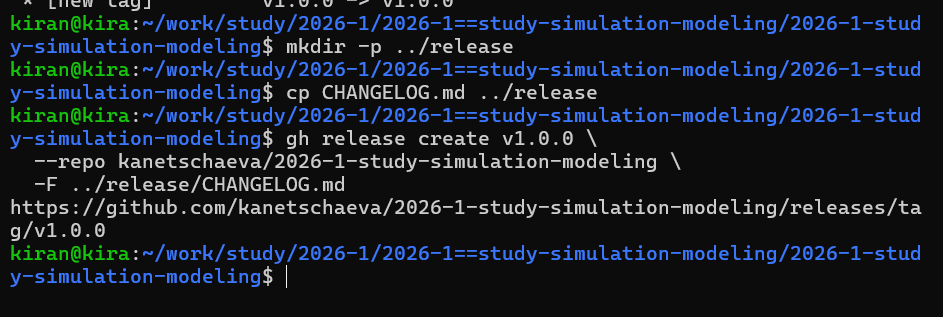 * [new tag]         v1.0.0 -> v1.0.0
kiran@kira:~/work/study/2026-1/2026-1==study-simulation-modeling/2026-1-stud
y-simulation-modeling$ mkdir -p ../release
kiran@kira:~/work/study/2026-1/2026-1==study-simulation-modeling/2026-1-stud
y-simulation-modeling$ cp CHANGELOG.md ../release
kiran@kira:~/work/study/2026-1/2026-1==study-simulation-modeling/2026-1-stud
y-simulation-modeling$ gh release create v1.0.0 \
  --repo kanetschaeva/2026-1-study-simulation-modeling \
  -F ../release/CHANGELOG.md
https://github.com/kanetschaeva/2026-1-study-simulation-modeling/releases/ta
g/v1.0.0
kiran@kira:~/work/study/2026-1/2026-1==study-simulation-modeling/2026-1-stud
y-simulation-modeling$